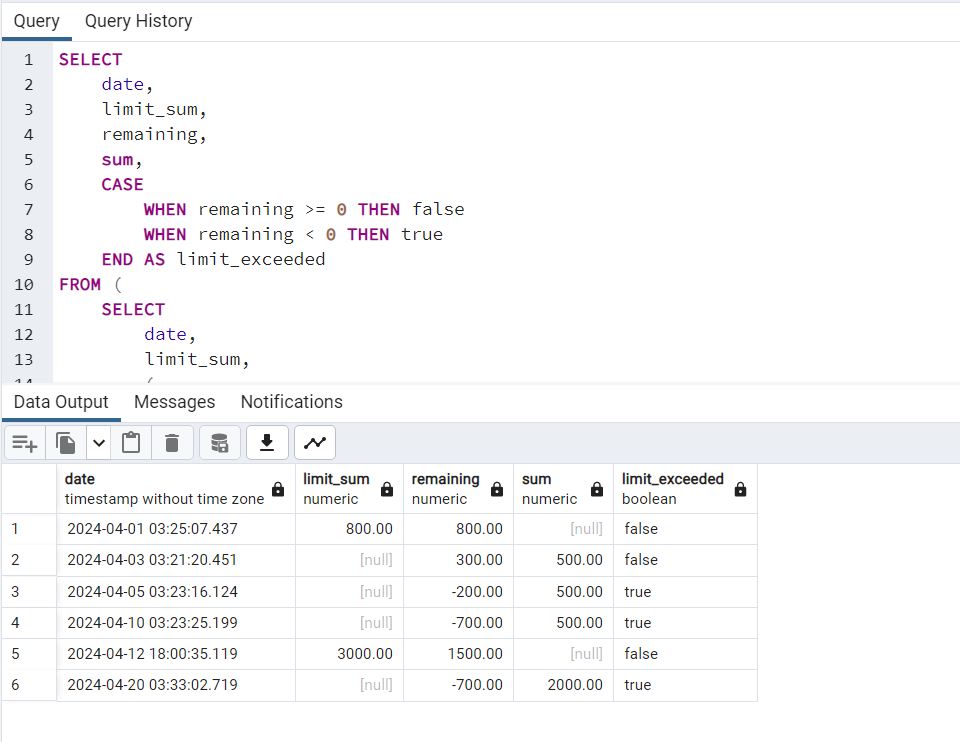 Query Query History
1 SELECT
2 date,
3 limit_sum,
4 remaining,
5 sum,
6 CASE
7 WHEN remaining >= 0 THEN false
8 WHEN remaining < 0 THEN true
9 END AS limit_exceeded
10 FROM (
11 SELECT
12 date,
13 limit_sum,
14 (
Data Output Messages Notifications
date limit_sum remaining sum limit_exceeded
timestamp without time zone numeric numeric numeric boolean
1 2024-04-01 03:25:07.437 800.00 800.00 [null] false
2 2024-04-03 03:21:20.451 [null] 300.00 500.00 false
3 2024-04-05 03:23:16.124 [null] -200.00 500.00 true
4 2024-04-10 03:23:25.199 [null] -700.00 500.00 true
5 2024-04-12 18:00:35.119 3000.00 1500.00 [null] false
6 2024-04-20 03:33:02.719 [null] -700.00 2000.00 true